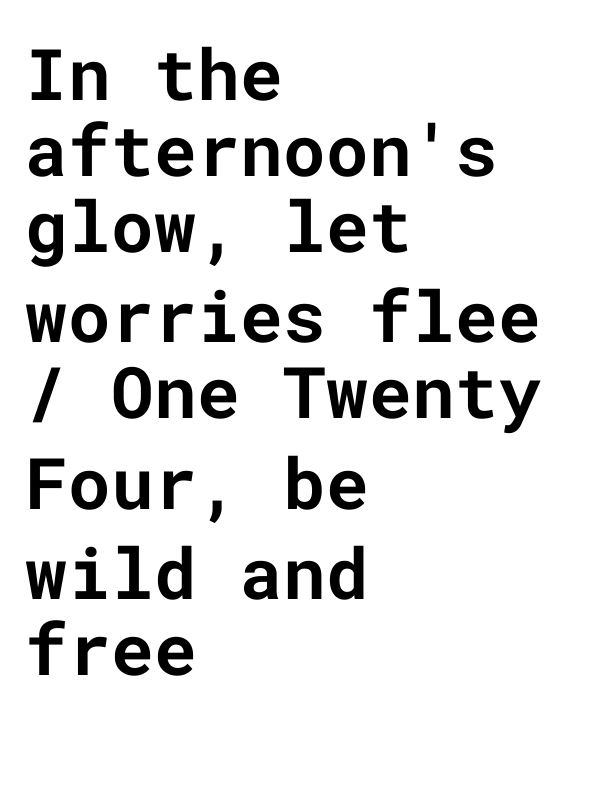 In the
afternoon's
glow, let
worries flee
/ One Twenty
Four, be
wild and
free